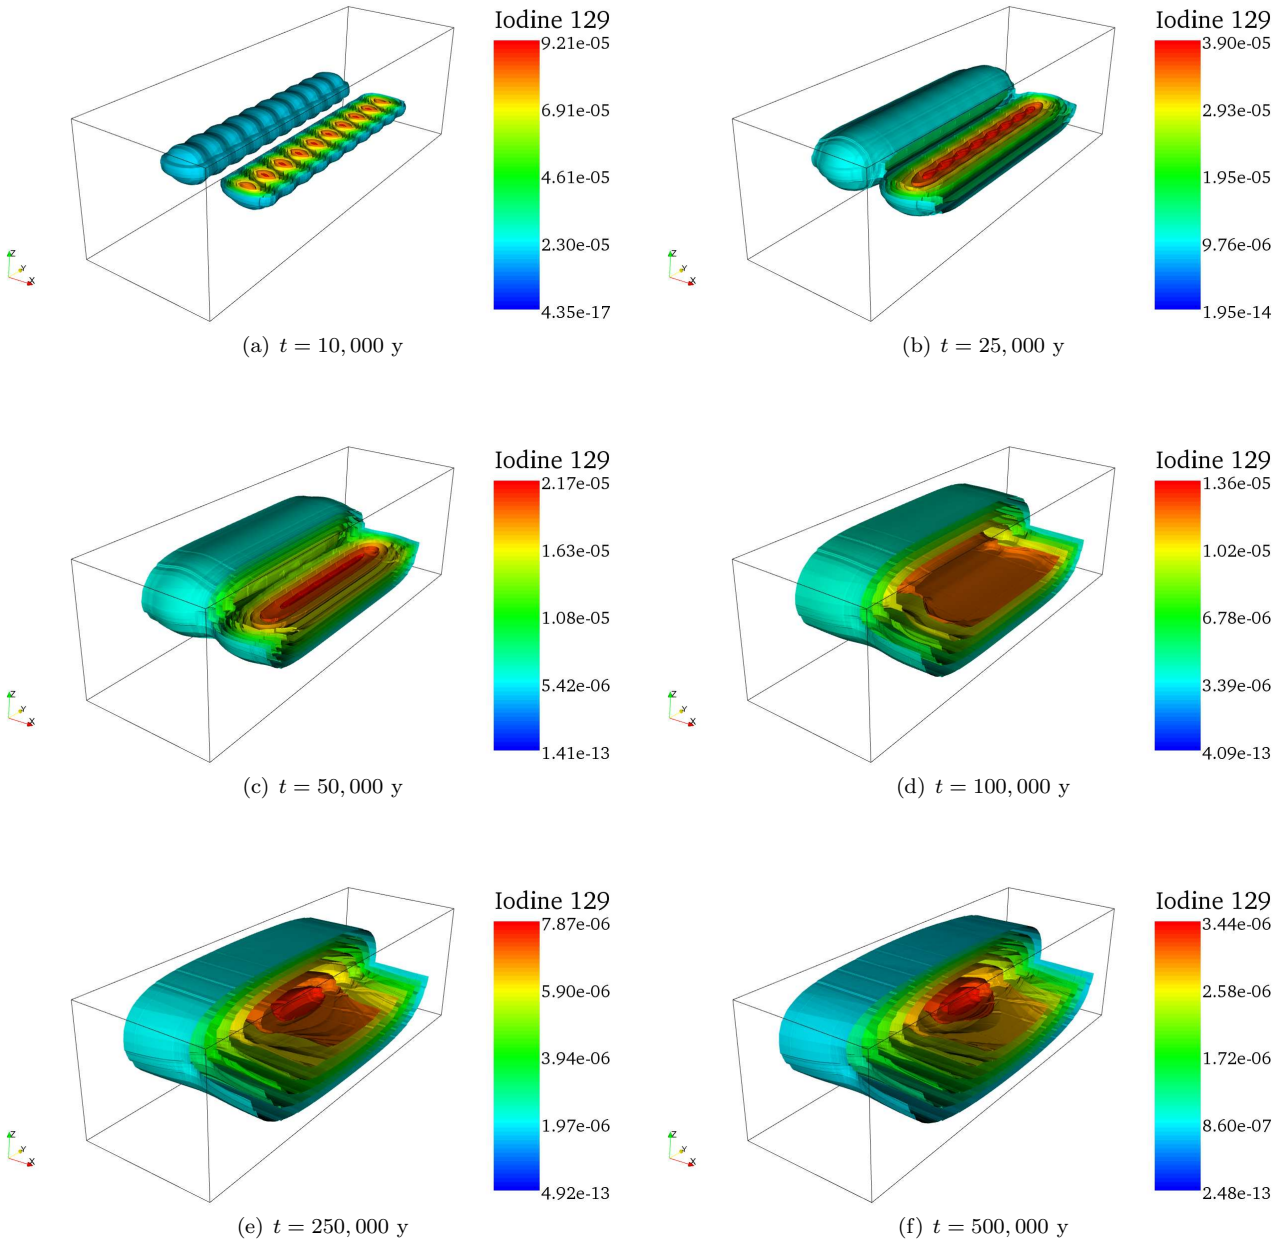 Iodine 129
9.21e-05
6.91e-05
4.61e-05
2.30e-05
4.35e-17
Z
Y
X
(a) t = 10,000 y
Iodine 129
3.90e-05
2.93e-05
1.95e-05
9.76e-06
1.95e-14
Z
Y
X
(b) t = 25,000 y
Iodine 129
2.17e-05
1.63e-05
1.08e-05
5.42e-06
1.41e-13
Z
Y
X
(c) t = 50,000 y
Iodine 129
1.36e-05
1.02e-05
6.78e-06
3.39e-06
4.09e-13
Z
Y
X
(d) t = 100,000 y
Iodine 129
7.87e-06
5.90e-06
3.94e-06
1.97e-06
4.92e-13
Z
Y
X
(e) t = 250,000 y
Iodine 129
3.44e-06
2.58e-06
1.72e-06
8.60e-07
2.48e-13
Z
Y
X
(f) t = 500,000 y